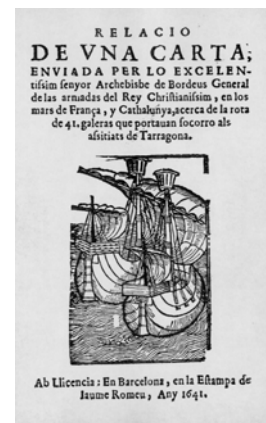 RELACIO
DE VNA CARTA;
ENVIADA PER LO EXCELEN-
tissim senyor Archebisbe de Bordeus General
de las armadas del Rey Christianissim, en los
mars de França, y Cathaluñya, acerca de la rota
de 41. galeras que portauan socorro als
assitiats de Tarragona.
Ab Llicencia: En Barcelona, en la Estampa de
Iaume Romeu, Any 1641.